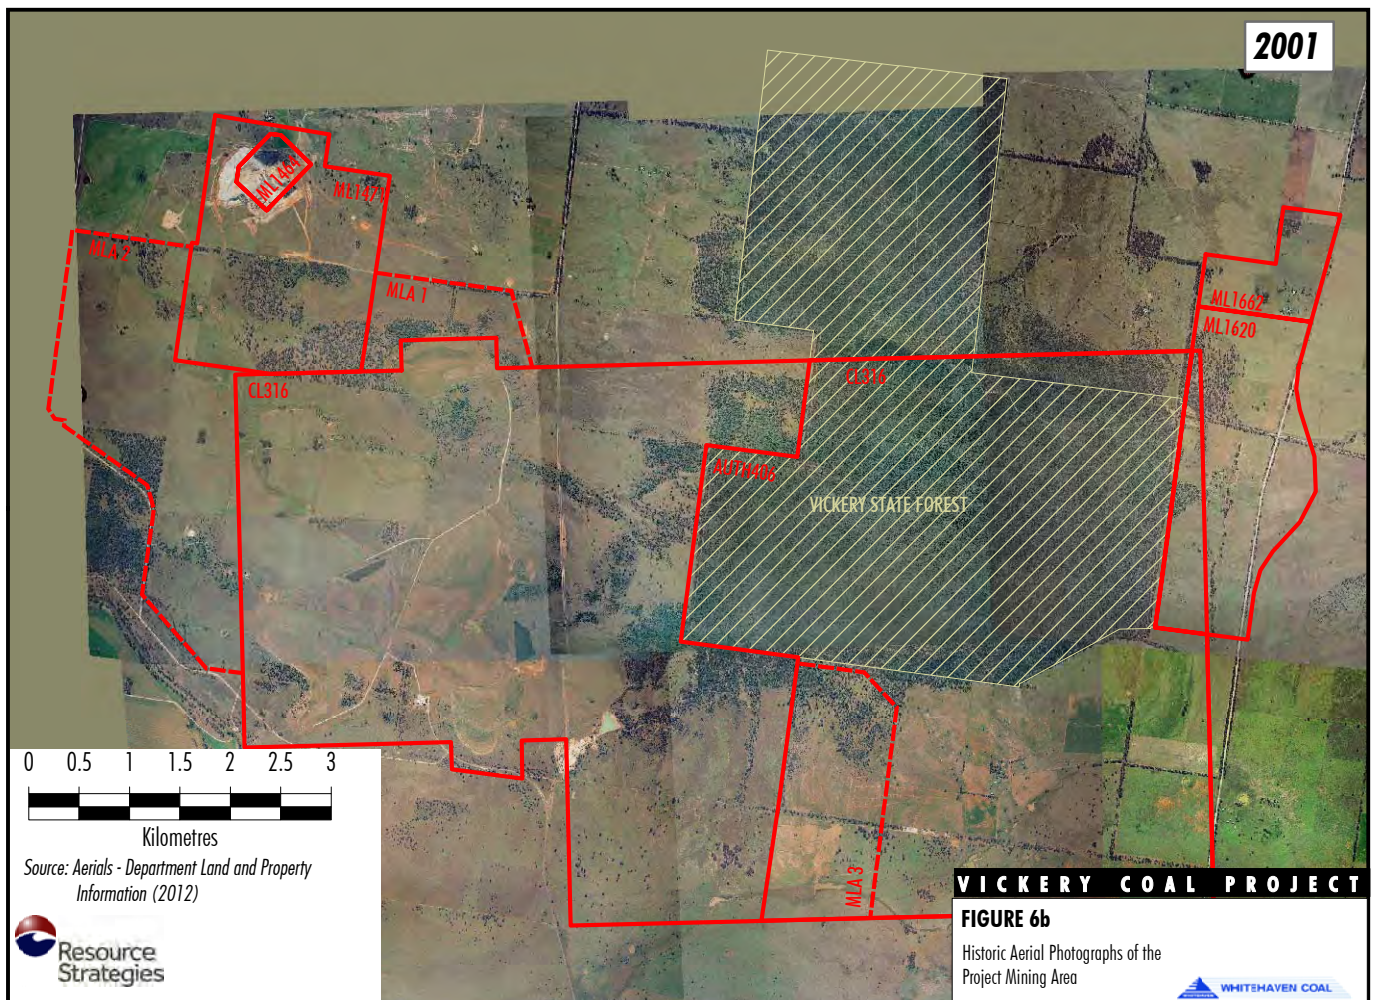 2001
ML1464
ML1471
MLA 2
MLA 1
ML1662
ML1620
CL316
CL316
AUTH406
VICKERY STATE FOREST
MLA 3
0 0.5 1 1.5 2 2.5 3
Kilometres
Source: Aerials - Department Land and Property
Information (2012)
Resource
Strategies
VICKERY COAL PROJECT
FIGURE 6b
Historic Aerial Photographs of the
Project Mining Area
WHITEHAVEN COAL